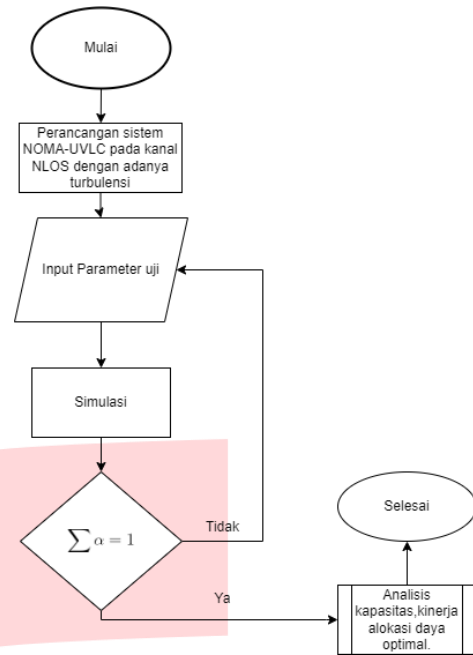 Mulai
Perancangan sistem
NOMA-UVLC pada kanal
NLOS dengan adanya
turbulensi
Input Parameter uji
Simulasi
∑ α = 1
Tidak
Ya
Selesai
Analisis
kapasitas,kinerja
alokasi daya
optimal.